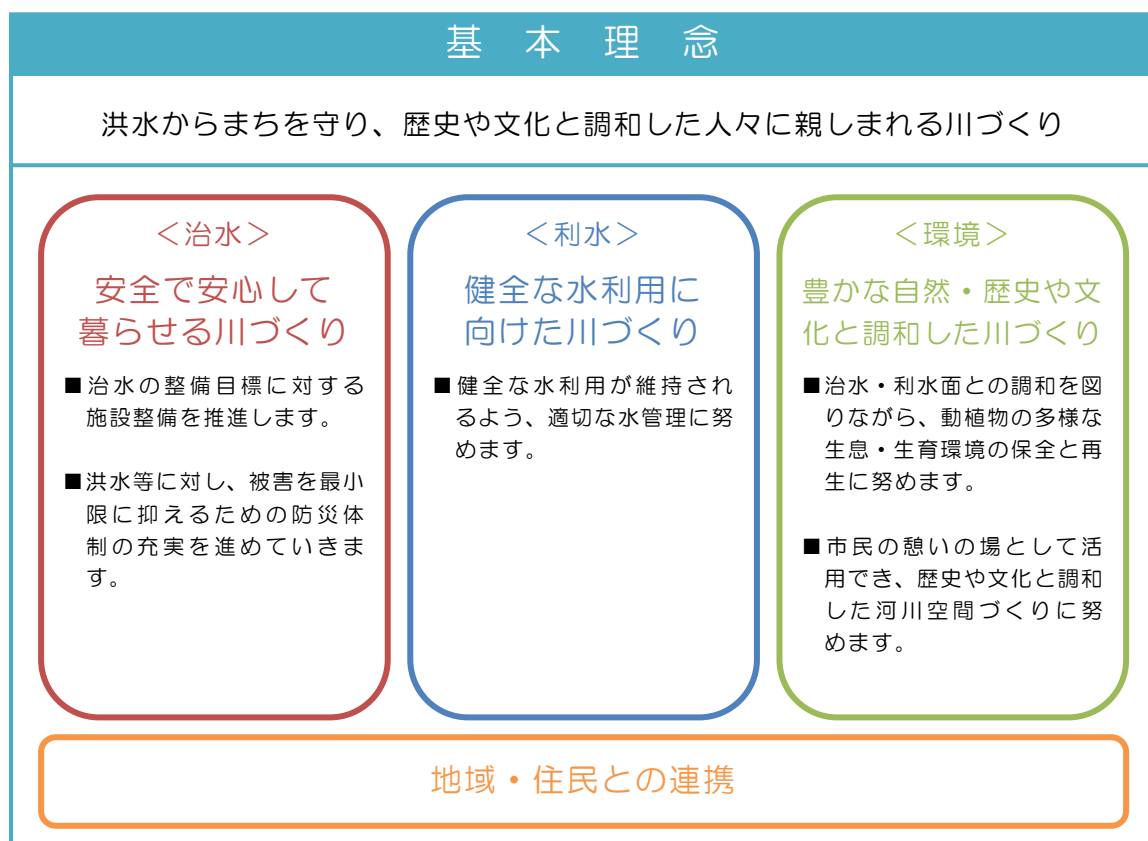 基本理念
洪水からまちを守り、歴史や文化と調和した人々に親しまれる川づくり
＜治水＞
安全で安心して
暮らせる川づくり
■治水の整備目標に対する
施設整備を推進します。
■洪水等に対し、被害を最小
限に抑えるための防災体
制の充実を進めていきま
す。
＜利水＞
健全な水利用に
向けた川づくり
■健全な水利用が維持され
るよう、適切な水管理に努
めます。
＜環境＞
豊かな自然・歴史や文
化と調和した川づくり
■治水・利水面との調和を図
りながら、動植物の多様な
生息・生育環境の保全と再
生に努めます。
■市民の憩いの場として活
用でき、歴史や文化と調和
した河川空間づくりに努
めます。
地域・住民との連携